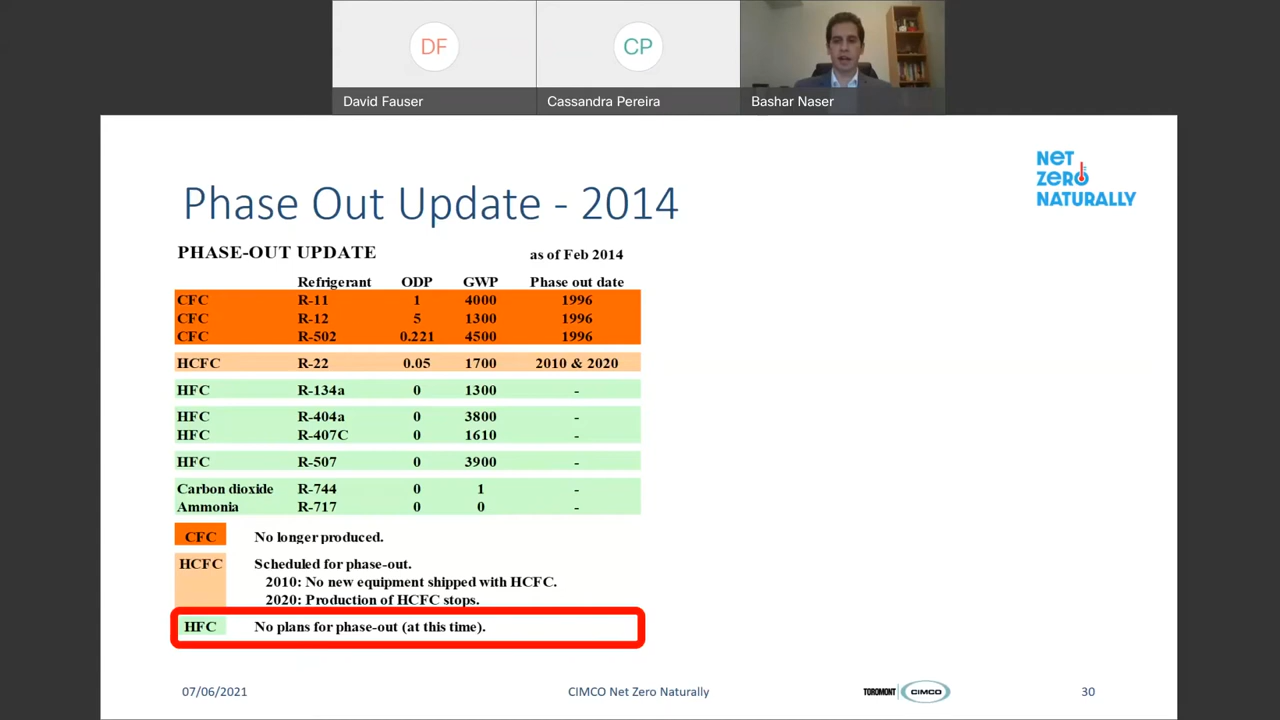 DF
CP
David Fauser
Cassandra Pereira
Bashar Naser
NET
ZERO
NATURALLY
Phase Out Update - 2014
PHASE-OUT UPDATE as of Feb 2014
Refrigerant ODP GWP Phase out date
CFC R-11 1 4000 1996
CFC R-12 5 1300 1996
CFC R-502 0.221 4500 1996
HCFC R-22 0.05 1700 2010 & 2020
HFC R-134a 0 1300 -
HFC R-404a 0 3800 -
HFC R-407C 0 1610 -
HFC R-507 0 3900 -
Carbon dioxide R-744 0 1 -
Ammonia R-717 0 0 -
CFC No longer produced.
HCFC Scheduled for phase-out.
2010: No new equipment shipped with HCFC.
2020: Production of HCFC stops.
HFC No plans for phase-out (at this time).
07/06/2021 CIMCO Net Zero Naturally TOROMONT CIMCO 30